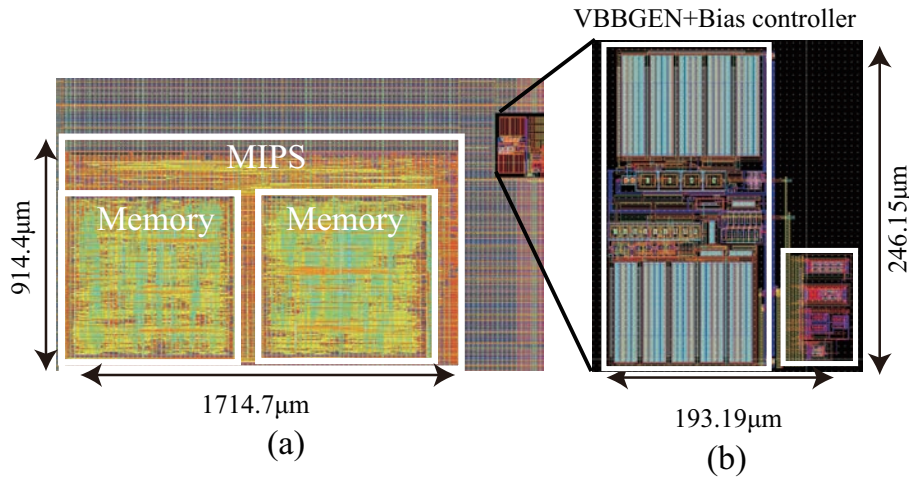 VBBGEN+Bias controller
MIPS
Memory Memory
914.4μm
246.15μm
1714.7μm
193.19μm
(a)
(b)